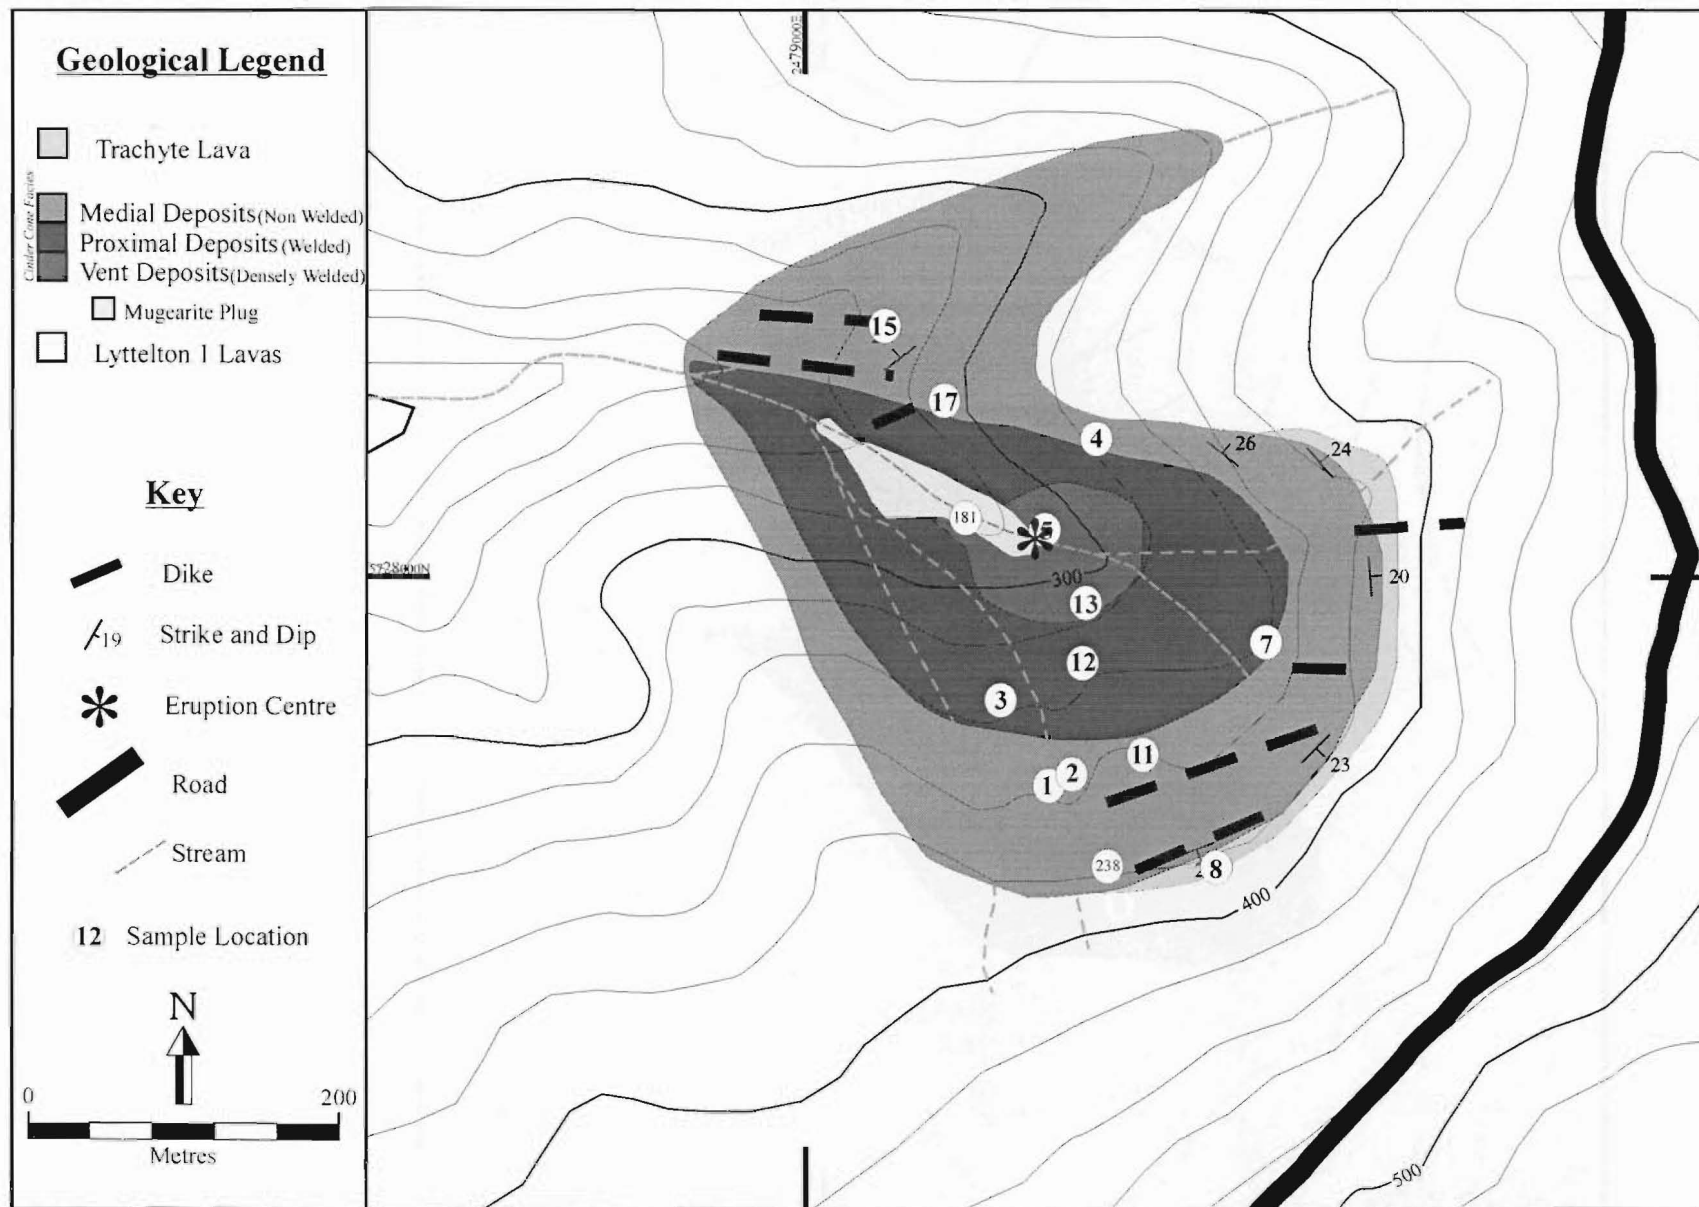 Geological Legend
Trachyte Lava
Cinder Cone Facies
Medial Deposits (Non Welded)
Proximal Deposits (Welded)
Vent Deposits (Densely Welded)
Mugearite Plug
Lyttelton 1 Lavas
Key
Dike
19 Strike and Dip
Eruption Centre
Road
Stream
12 Sample Location
N
0 200
Metres
2479000E
15
17
4
26
24
181
5
5728000N
300
20
13
7
12
3
11
2
1
23
238
8
400
500